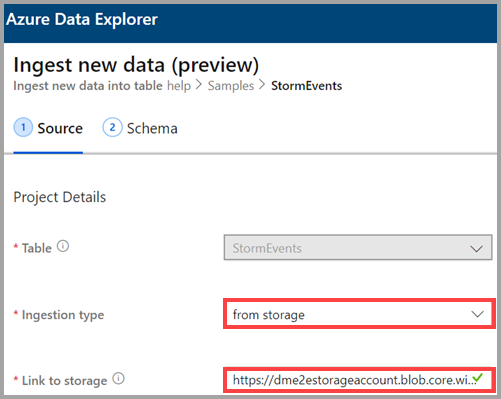 Azure Data Explorer
Ingest new data (preview)
Ingest new data into table help > Samples > StormEvents
1 Source 2 Schema
Project Details
* Table StormEvents
* Ingestion type from storage
* Link to storage https://dme2estorageaccount.blob.core.wi...